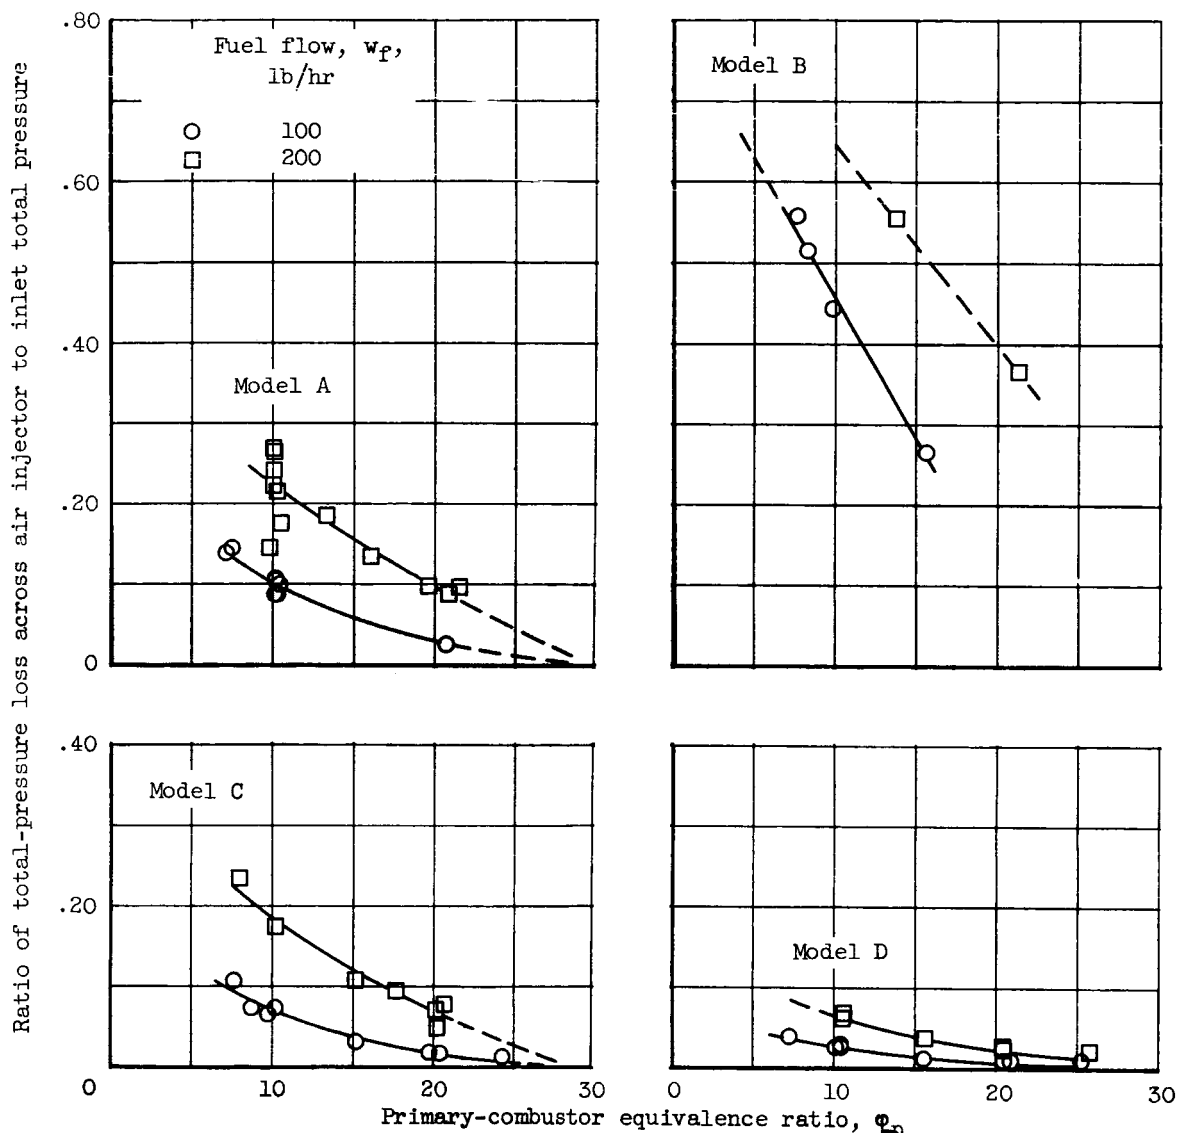 Ratio of total-pressure loss across air injector to inlet total pressure
.80
.60
.40
.20
0
Fuel flow, wf,
lb/hr
100
200
Model A
Model B
.40
.20
0
Model C
10
20
30
Model D
0
10
20
30
Primary-combustor equivalence ratio, φp